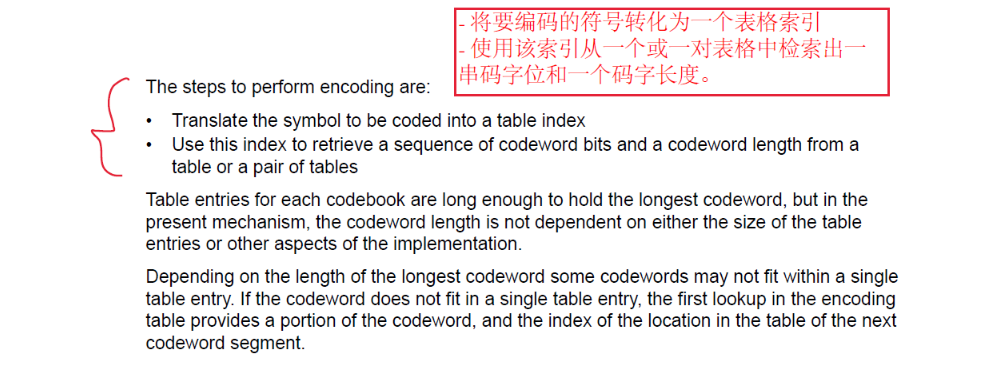 - 将要编码的符号转化为一个表格索引
- 使用该索引从一个或一对表格中检索出一
串码字位和一个码字长度。
The steps to perform encoding are:
• Translate the symbol to be coded into a table index
• Use this index to retrieve a sequence of codeword bits and a codeword length from a
table or a pair of tables
Table entries for each codebook are long enough to hold the longest codeword, but in the
present mechanism, the codeword length is not dependent on either the size of the table
entries or other aspects of the implementation.
Depending on the length of the longest codeword some codewords may not fit within a single
table entry. If the codeword does not fit in a single table entry, the first lookup in the encoding
table provides a portion of the codeword, and the index of the location in the table of the next
codeword segment.